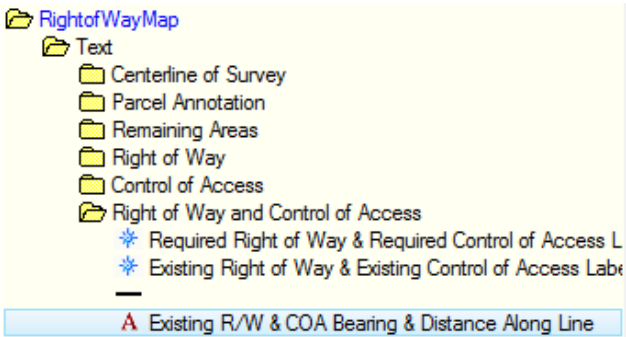 RightofWayMap
Text
Centerline of Survey
Parcel Annotation
Remaining Areas
Right of Way
Control of Access
Right of Way and Control of Access
Required Right of Way & Required Control of Access L
Existing Right of Way & Existing Control of Access Labe
A Existing R/W & COA Bearing & Distance Along Line